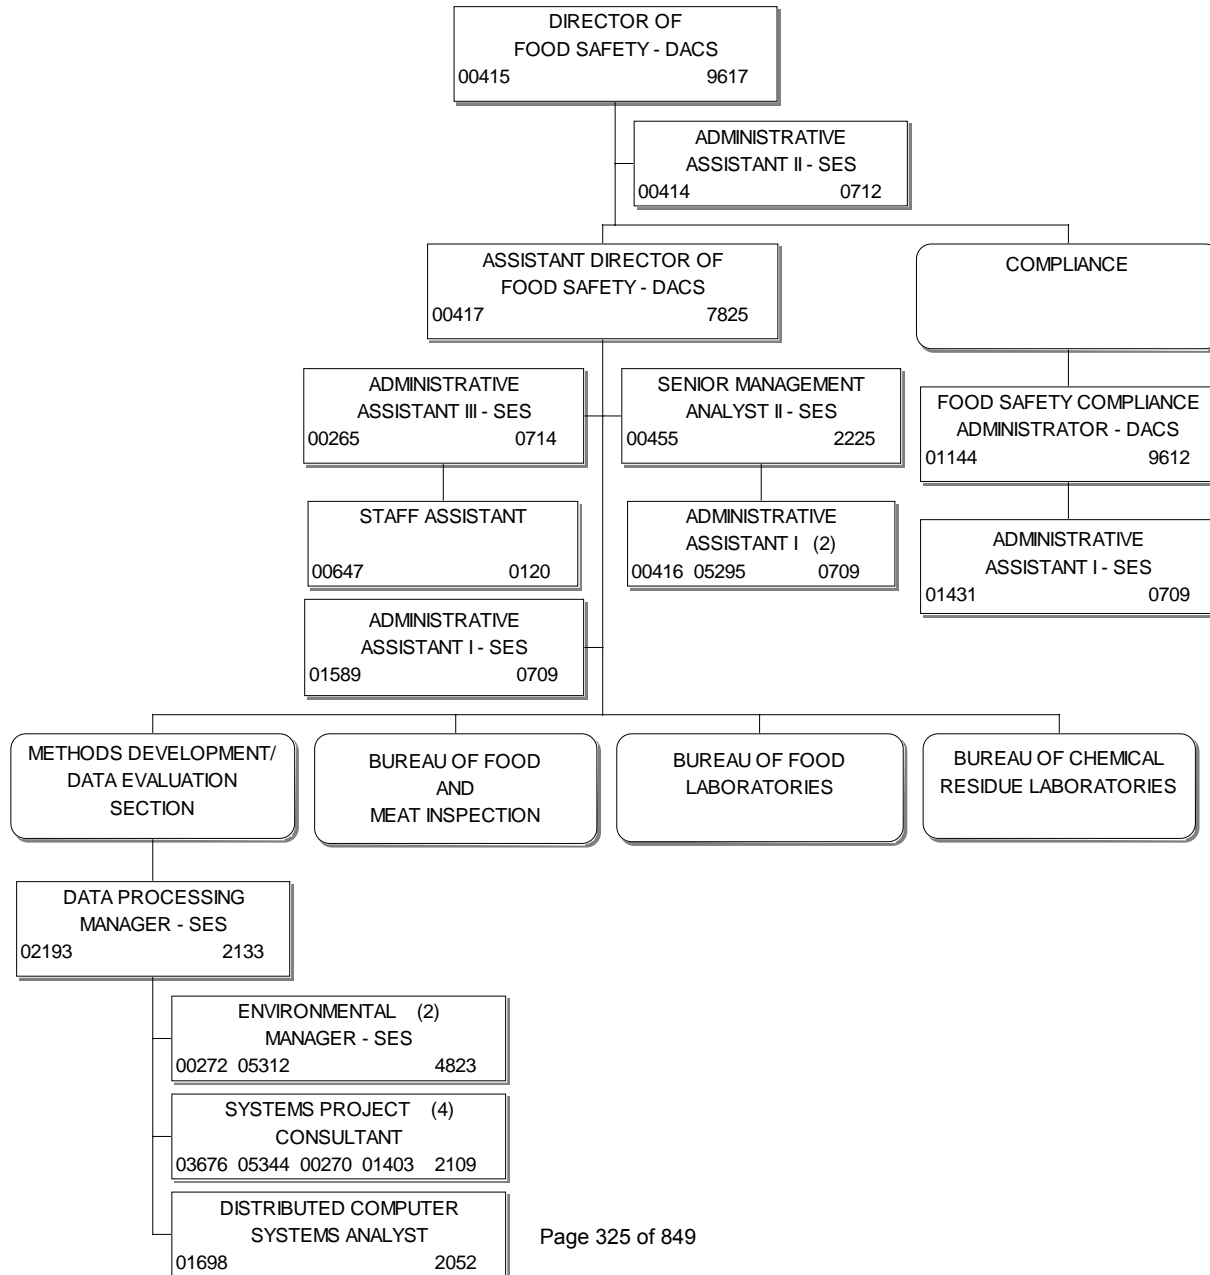 DIRECTOR OF
FOOD SAFETY - DACS
00415 9617
ADMINISTRATIVE
ASSISTANT II - SES
00414 0712
ASSISTANT DIRECTOR OF
FOOD SAFETY - DACS
00417 7825
COMPLIANCE
ADMINISTRATIVE
ASSISTANT III - SES
00265 0714
SENIOR MANAGEMENT
ANALYST II - SES
00455 2225
FOOD SAFETY COMPLIANCE
ADMINISTRATOR - DACS
01144 9612
STAFF ASSISTANT
00647 0120
ADMINISTRATIVE
ASSISTANT I (2)
00416 05295 0709
ADMINISTRATIVE
ASSISTANT I - SES
01431 0709
ADMINISTRATIVE
ASSISTANT I - SES
01589 0709
METHODS DEVELOPMENT/
DATA EVALUATION
SECTION
BUREAU OF FOOD
AND
MEAT INSPECTION
BUREAU OF FOOD
LABORATORIES
BUREAU OF CHEMICAL
RESIDUE LABORATORIES
DATA PROCESSING
MANAGER - SES
02193 2133
ENVIRONMENTAL (2)
MANAGER - SES
00272 05312 4823
SYSTEMS PROJECT (4)
CONSULTANT
03676 05344 00270 01403 2109
DISTRIBUTED COMPUTER
SYSTEMS ANALYST
01698 2052
Page 325 of 849